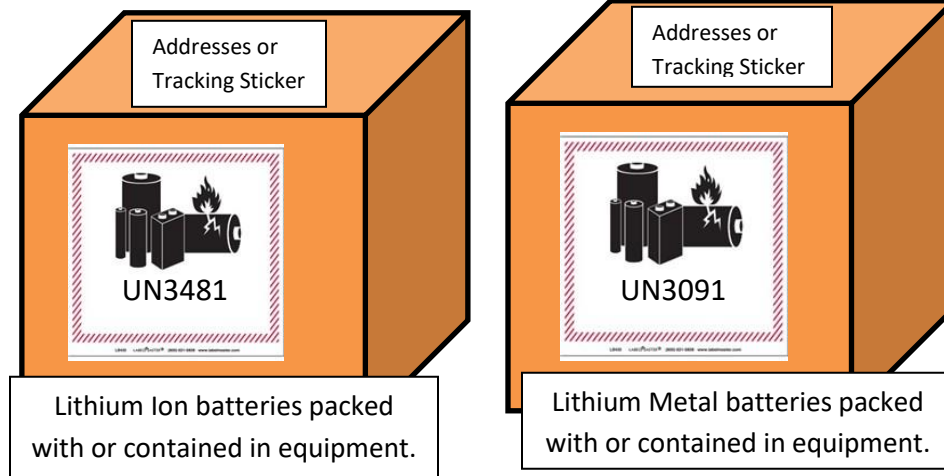 Addresses or
Tracking Sticker
UN3481
Lithium Ion batteries packed
with or contained in equipment.
Addresses or
Tracking Sticker
UN3091
Lithium Metal batteries packed
with or contained in equipment.